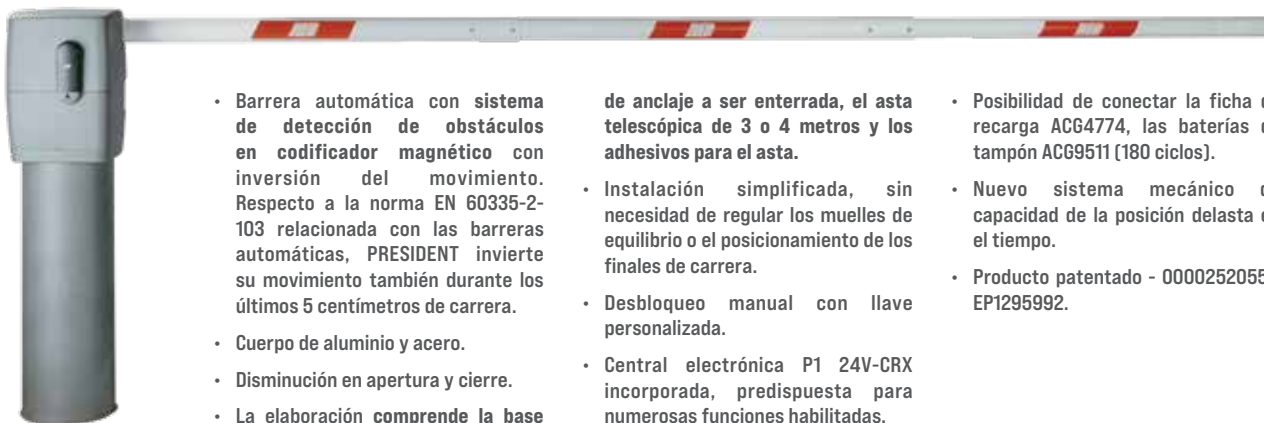 • Barrera automática con sistema
de detección de obstáculos
en codificador magnético con
inversión del movimiento.
Respecto a la norma EN 60335-2-
103 relacionada con las barreras
automáticas, PRESIDENT invierte
su movimiento también durante los
últimos 5 centímetros de carrera.
• Cuerpo de aluminio y acero.
• Disminución en apertura y cierre.
• La elaboración comprende la base
de anclaje a ser enterrada, el asta
telescópica de 3 o 4 metros y los
adhesivos para el asta.
• Instalación simplificada, sin
necesidad de regular los muelles de
equilibrio o el posicionamiento de los
finales de carrera.
• Desbloqueo manual con llave
personalizada.
• Central electrónica P1 24V-CRX
incorporada, predispuesta para
numerosas funciones habilitadas.
• Posibilidad de conectar la ficha
recarga ACG4774, las baterías
tampón ACG9511 (180 ciclos).
• Nuevo sistema mecánico
capacidad de la posición delasta
el tiempo.
• Producto patentado - 000025205
EP1295992.